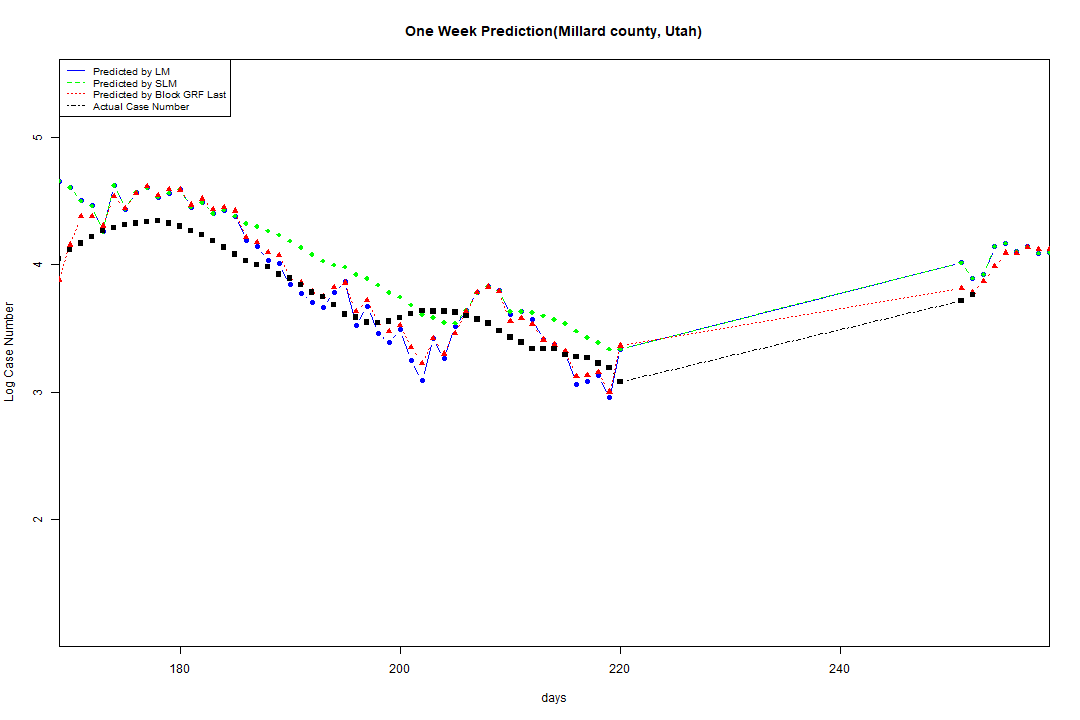 One Week Prediction(Millard county, Utah)
Predicted by LM
Predicted by SLM
Predicted by Block GRF Last
Actual Case Number
5
4
3
2
Log Case Number
180 200 220 240
days